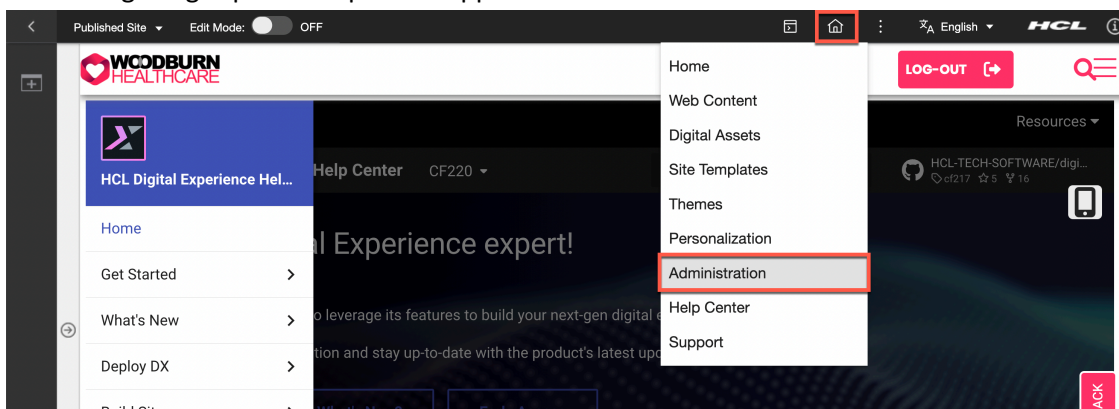 Published Site
Edit Mode:
OFF
English
HCL
WOODBURN
HEALTHCARE
Home
Web Content
Digital Assets
Site Templates
Themes
Personalization
Administration
Help Center
Support
LOG-OUT
Resources
HCL Digital Experience Hel...
Help Center CF220
HCL-TECH-SOFTWARE/digi...
cf217 5 16
Home
Get Started
What's New
Deploy DX
l Experience expert!
o leverage its features to build your next-gen digital
tion and stay up-to-date with the product's latest upd